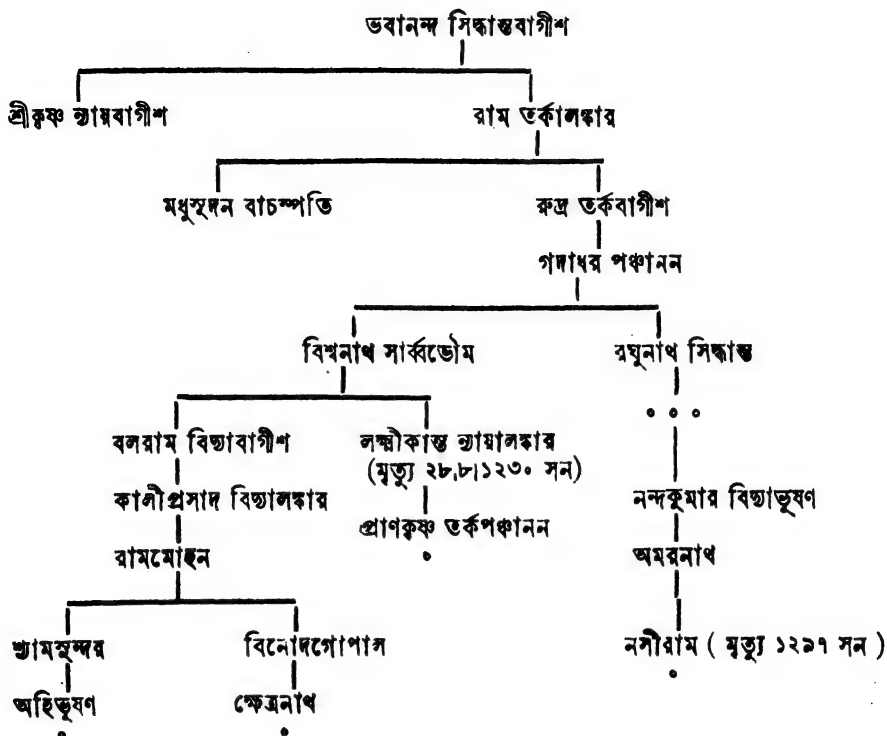 ভবানন্দ সিদ্ধান্তবাগীশ
শ্রীকৃষ্ণ ন্যায়বাগীশ রাম তর্কালঙ্কার
মধুসূদন বাচস্পতি রুদ্র তর্কবাগীশ
গদাধর পঞ্চানন
বিশ্বনাথ সার্ব্বভৌম রঘুনাথ সিদ্ধান্ত
বলরাম বিদ্যাবাগীশ লক্ষ্মীকান্ত ন্যায়ালঙ্কার
(মৃত্যু ২৮।৮।১২৩০ সন)
কালীপ্রসাদ বিদ্যালঙ্কার নন্দকুমার বিদ্যাভূষণ
প্রাণকৃষ্ণ তর্কপঞ্চানন
রামমোহন অমরনাথ
শ্যামসুন্দর বিনোদগোপাল নসীরাম ( মৃত্যু ১২৯৭ সন )
অহিভূষণ ক্ষেত্রনাথ